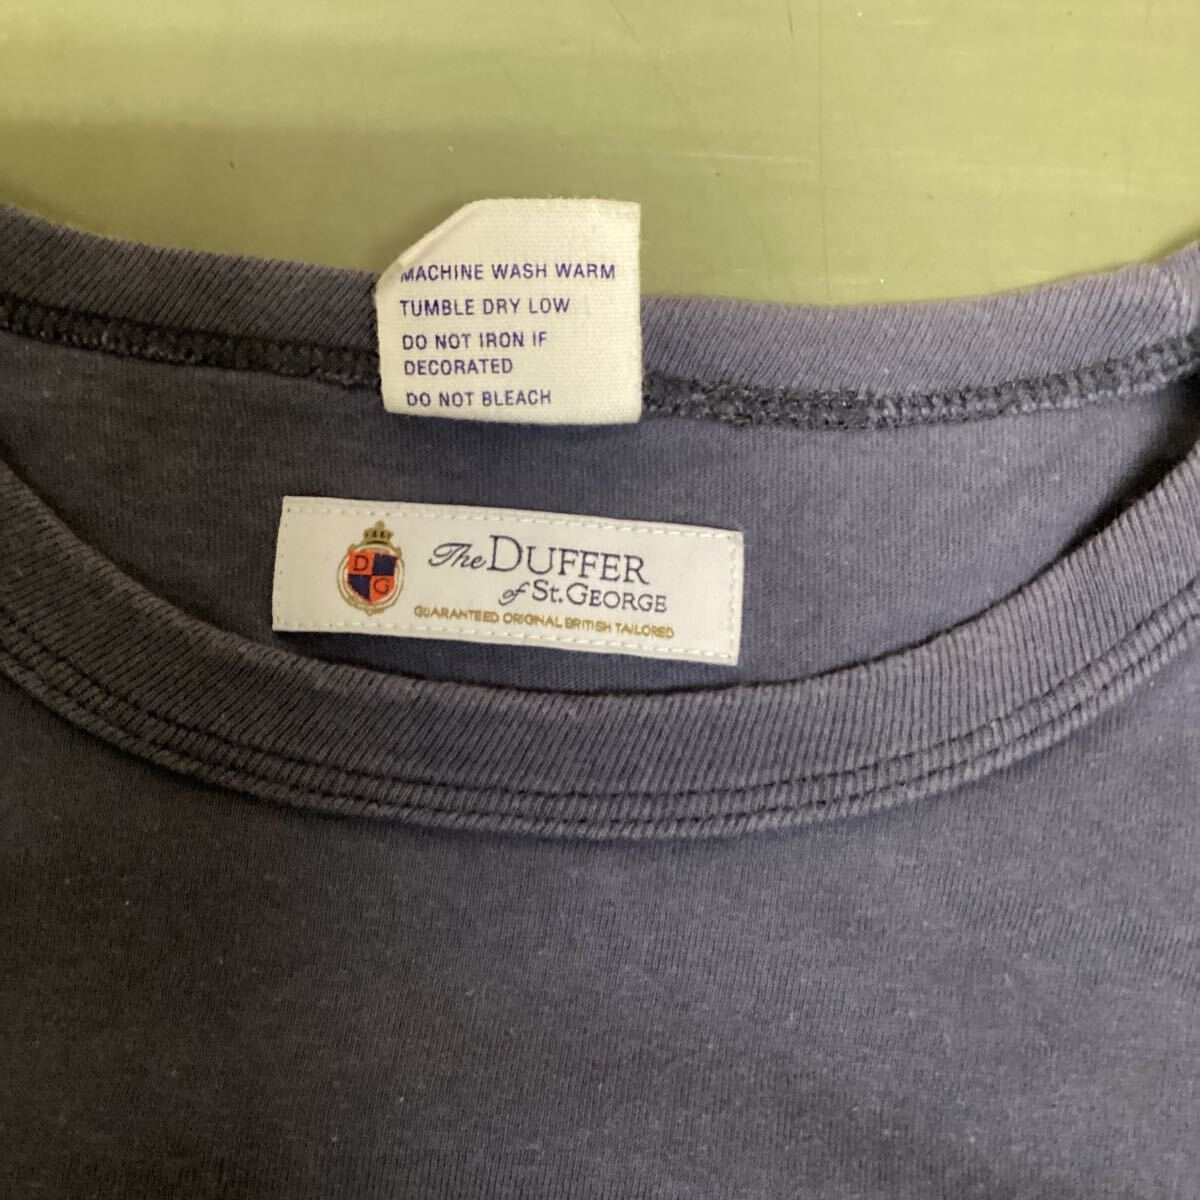 MACHINE WASH WARM
TUMBLE DRY LOW
DO NOT IRON IF
DECORATED
DO NOT BLEACH
D
G
The DUFFER
of St. GEORGE
GUARANTEED ORIGINAL BRITISH TAILORED